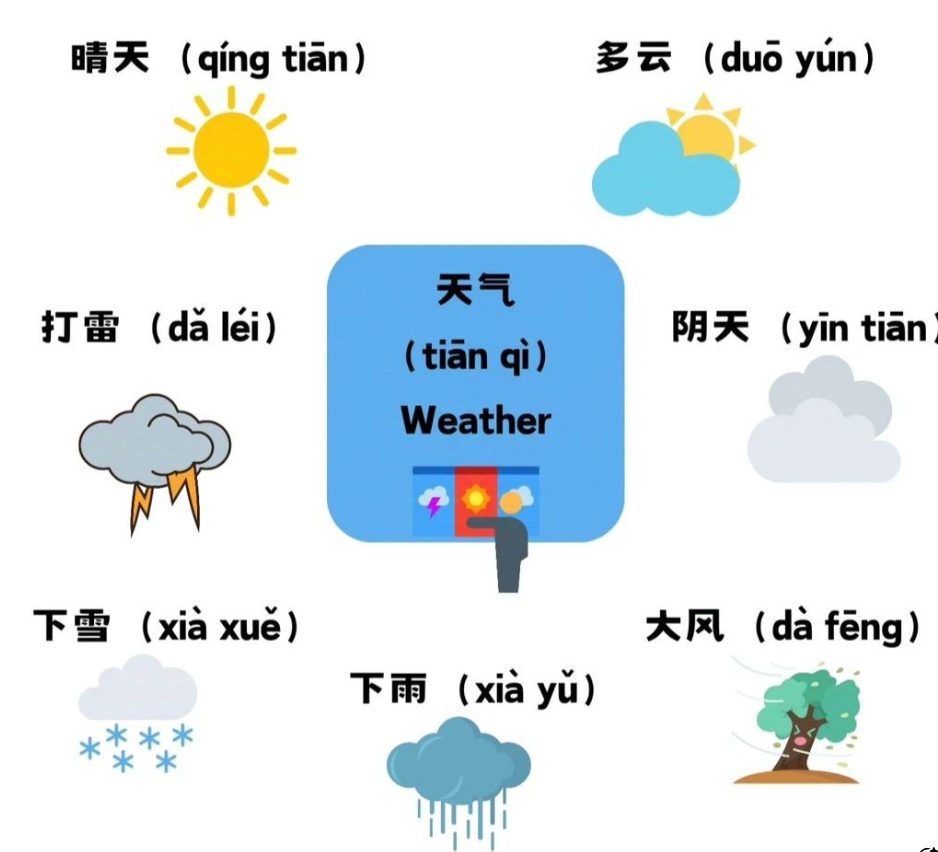 晴天 （qíng tiān）
多云 （duō yún）
天气
（tiān qì）
Weather
打雷 （dǎ léi）
阴天 （yīn tiān）
下雪 （xià xuě）
大风 （dà fēng）
下雨 （xià yǔ）